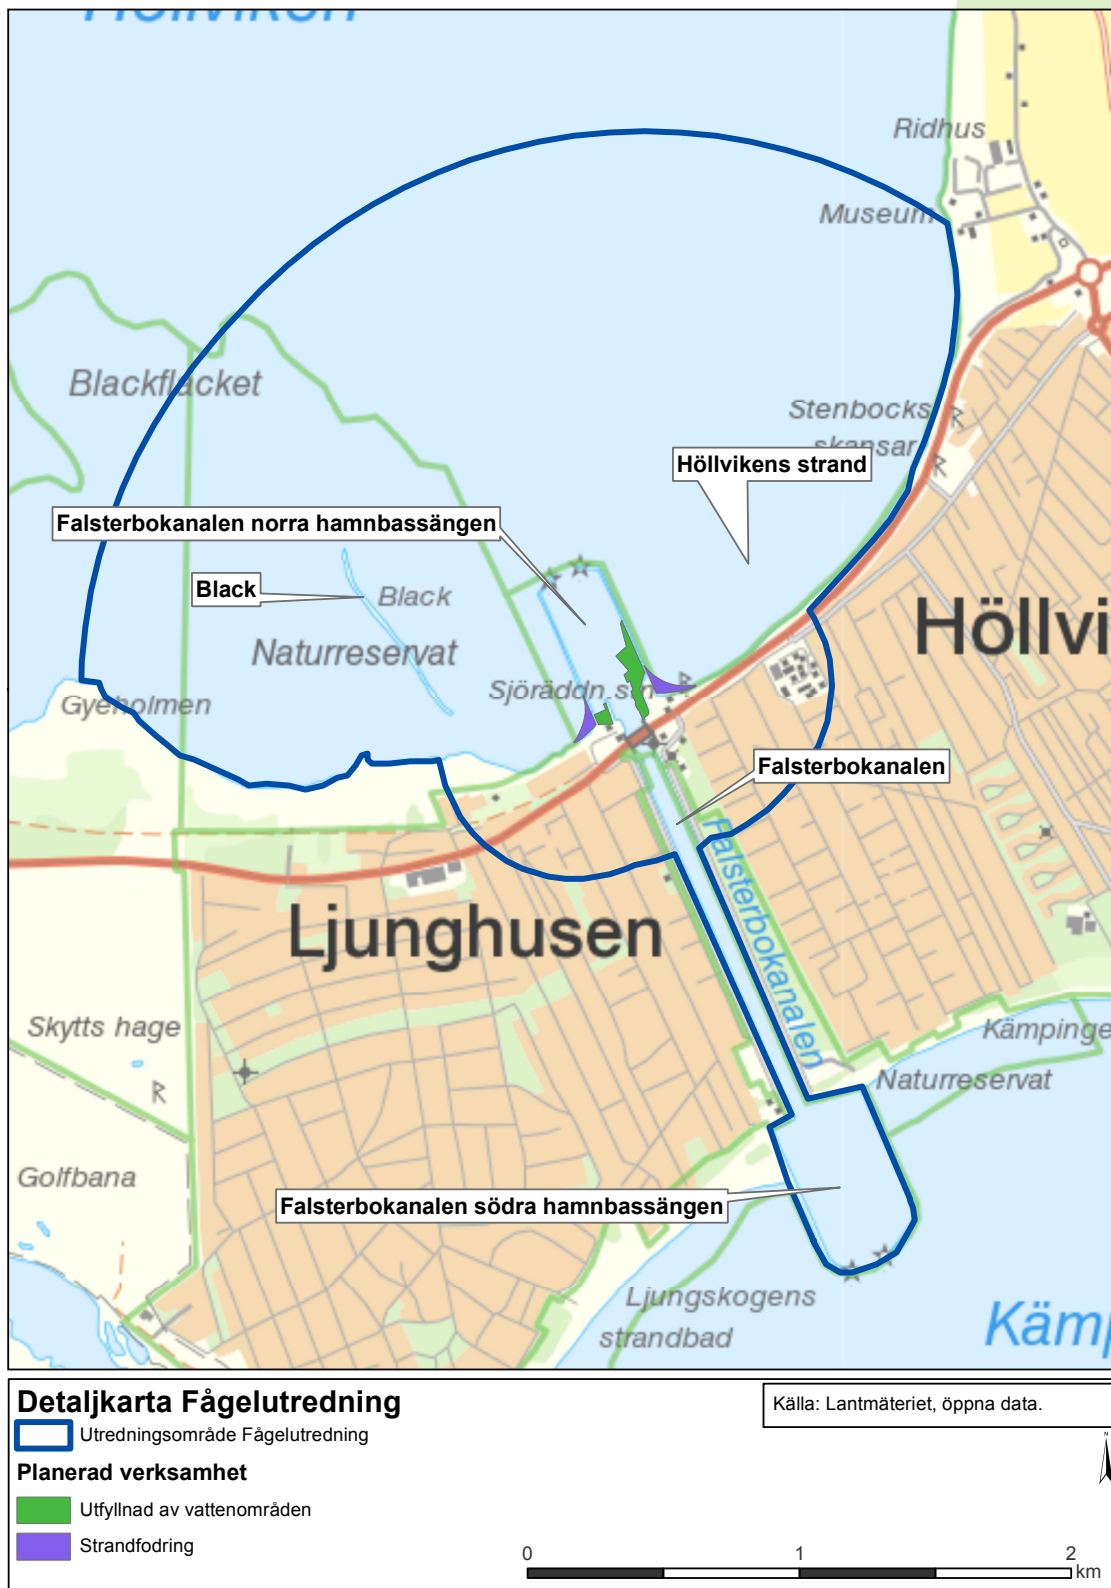 Höllviken
Ridhus
Museum
Blackflacket
Stenbocks
skansar
Höllvikens strand
Falsterbokanalen norra hamnbassängen
Black
Black
Naturreservat
Höllvi
Sjöräddn.stn
Gyeholmen
Falsterbokanalen
Falsterbokanalen
Ljunghusen
Skytts hage
Kämpinge
Naturreservat
Golfbana
Falsterbokanalen södra hamnbassängen
Ljungskogens
strandbad
Kämp
Detaljkarta Fågelutredning
Källa: Lantmäteriet, öppna data.
Utredningsområde Fågelutredning
N
Planerad verksamhet
Utfyllnad av vattenområden
Strandfodring
0 1 2
km